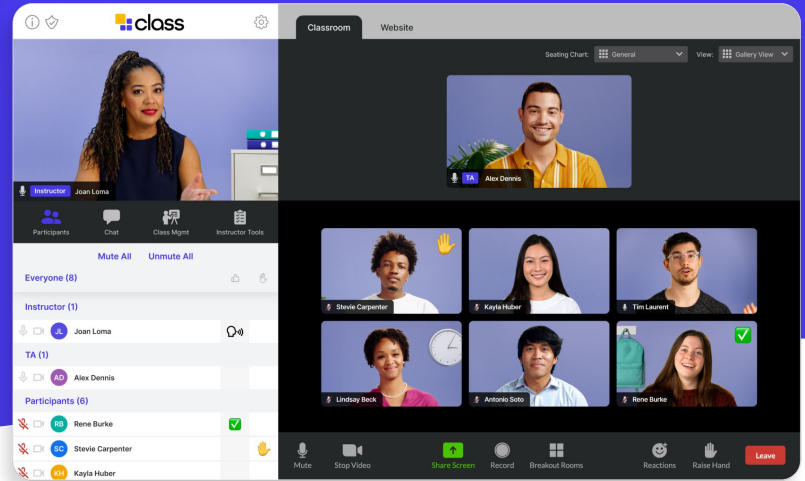 class
Classroom
Website
Seating Chart: General
View: Gallery View
Instructor Joan Loma
TA Alex Dennis
Participants
Chat
Class Mgmt
Instructor Tools
Mute All
Unmute All
Everyone (8)
Instructor (1)
JL Joan Loma
TA (1)
AD Alex Dennis
Participants (6)
RB Rene Burke
SC Stevie Carpenter
KH Kayla Huber
Stevie Carpenter
Kayla Huber
Tim Laurent
Lindsay Beck
Antonio Soto
Rene Burke
Mute
Stop Video
Share Screen
Record
Breakout Rooms
Reactions
Raise Hand
Leave